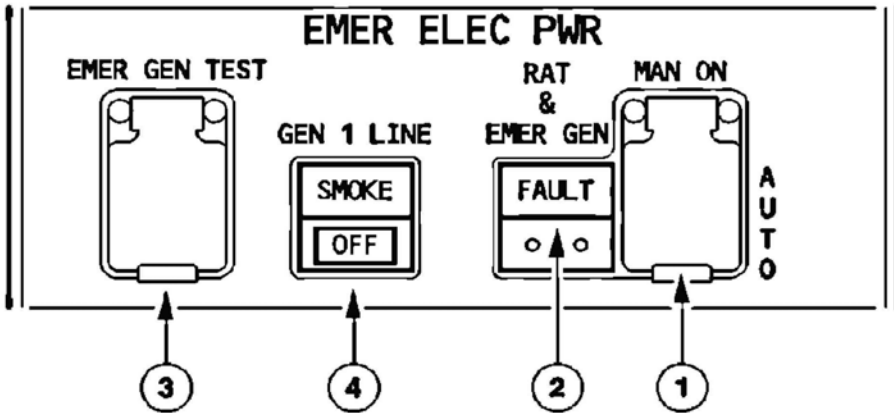 EMER ELEC PWR
EMER GEN TEST
GEN 1 LINE
SMOKE
OFF
RAT
&
EMER GEN
FAULT
MAN ON
AUTO
3
4
2
1